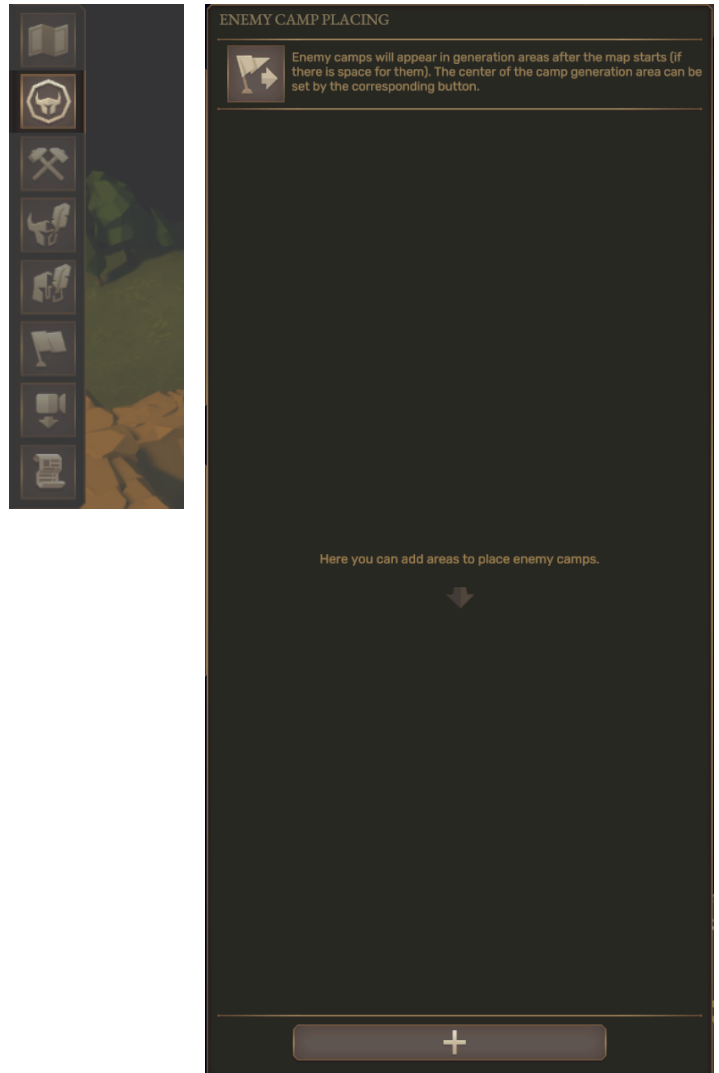 ENEMY CAMP PLACING
Enemy camps will appear in generation areas after the map starts (if
there is space for them). The center of the camp generation area can be
set by the corresponding button.
Here you can add areas to place enemy camps.